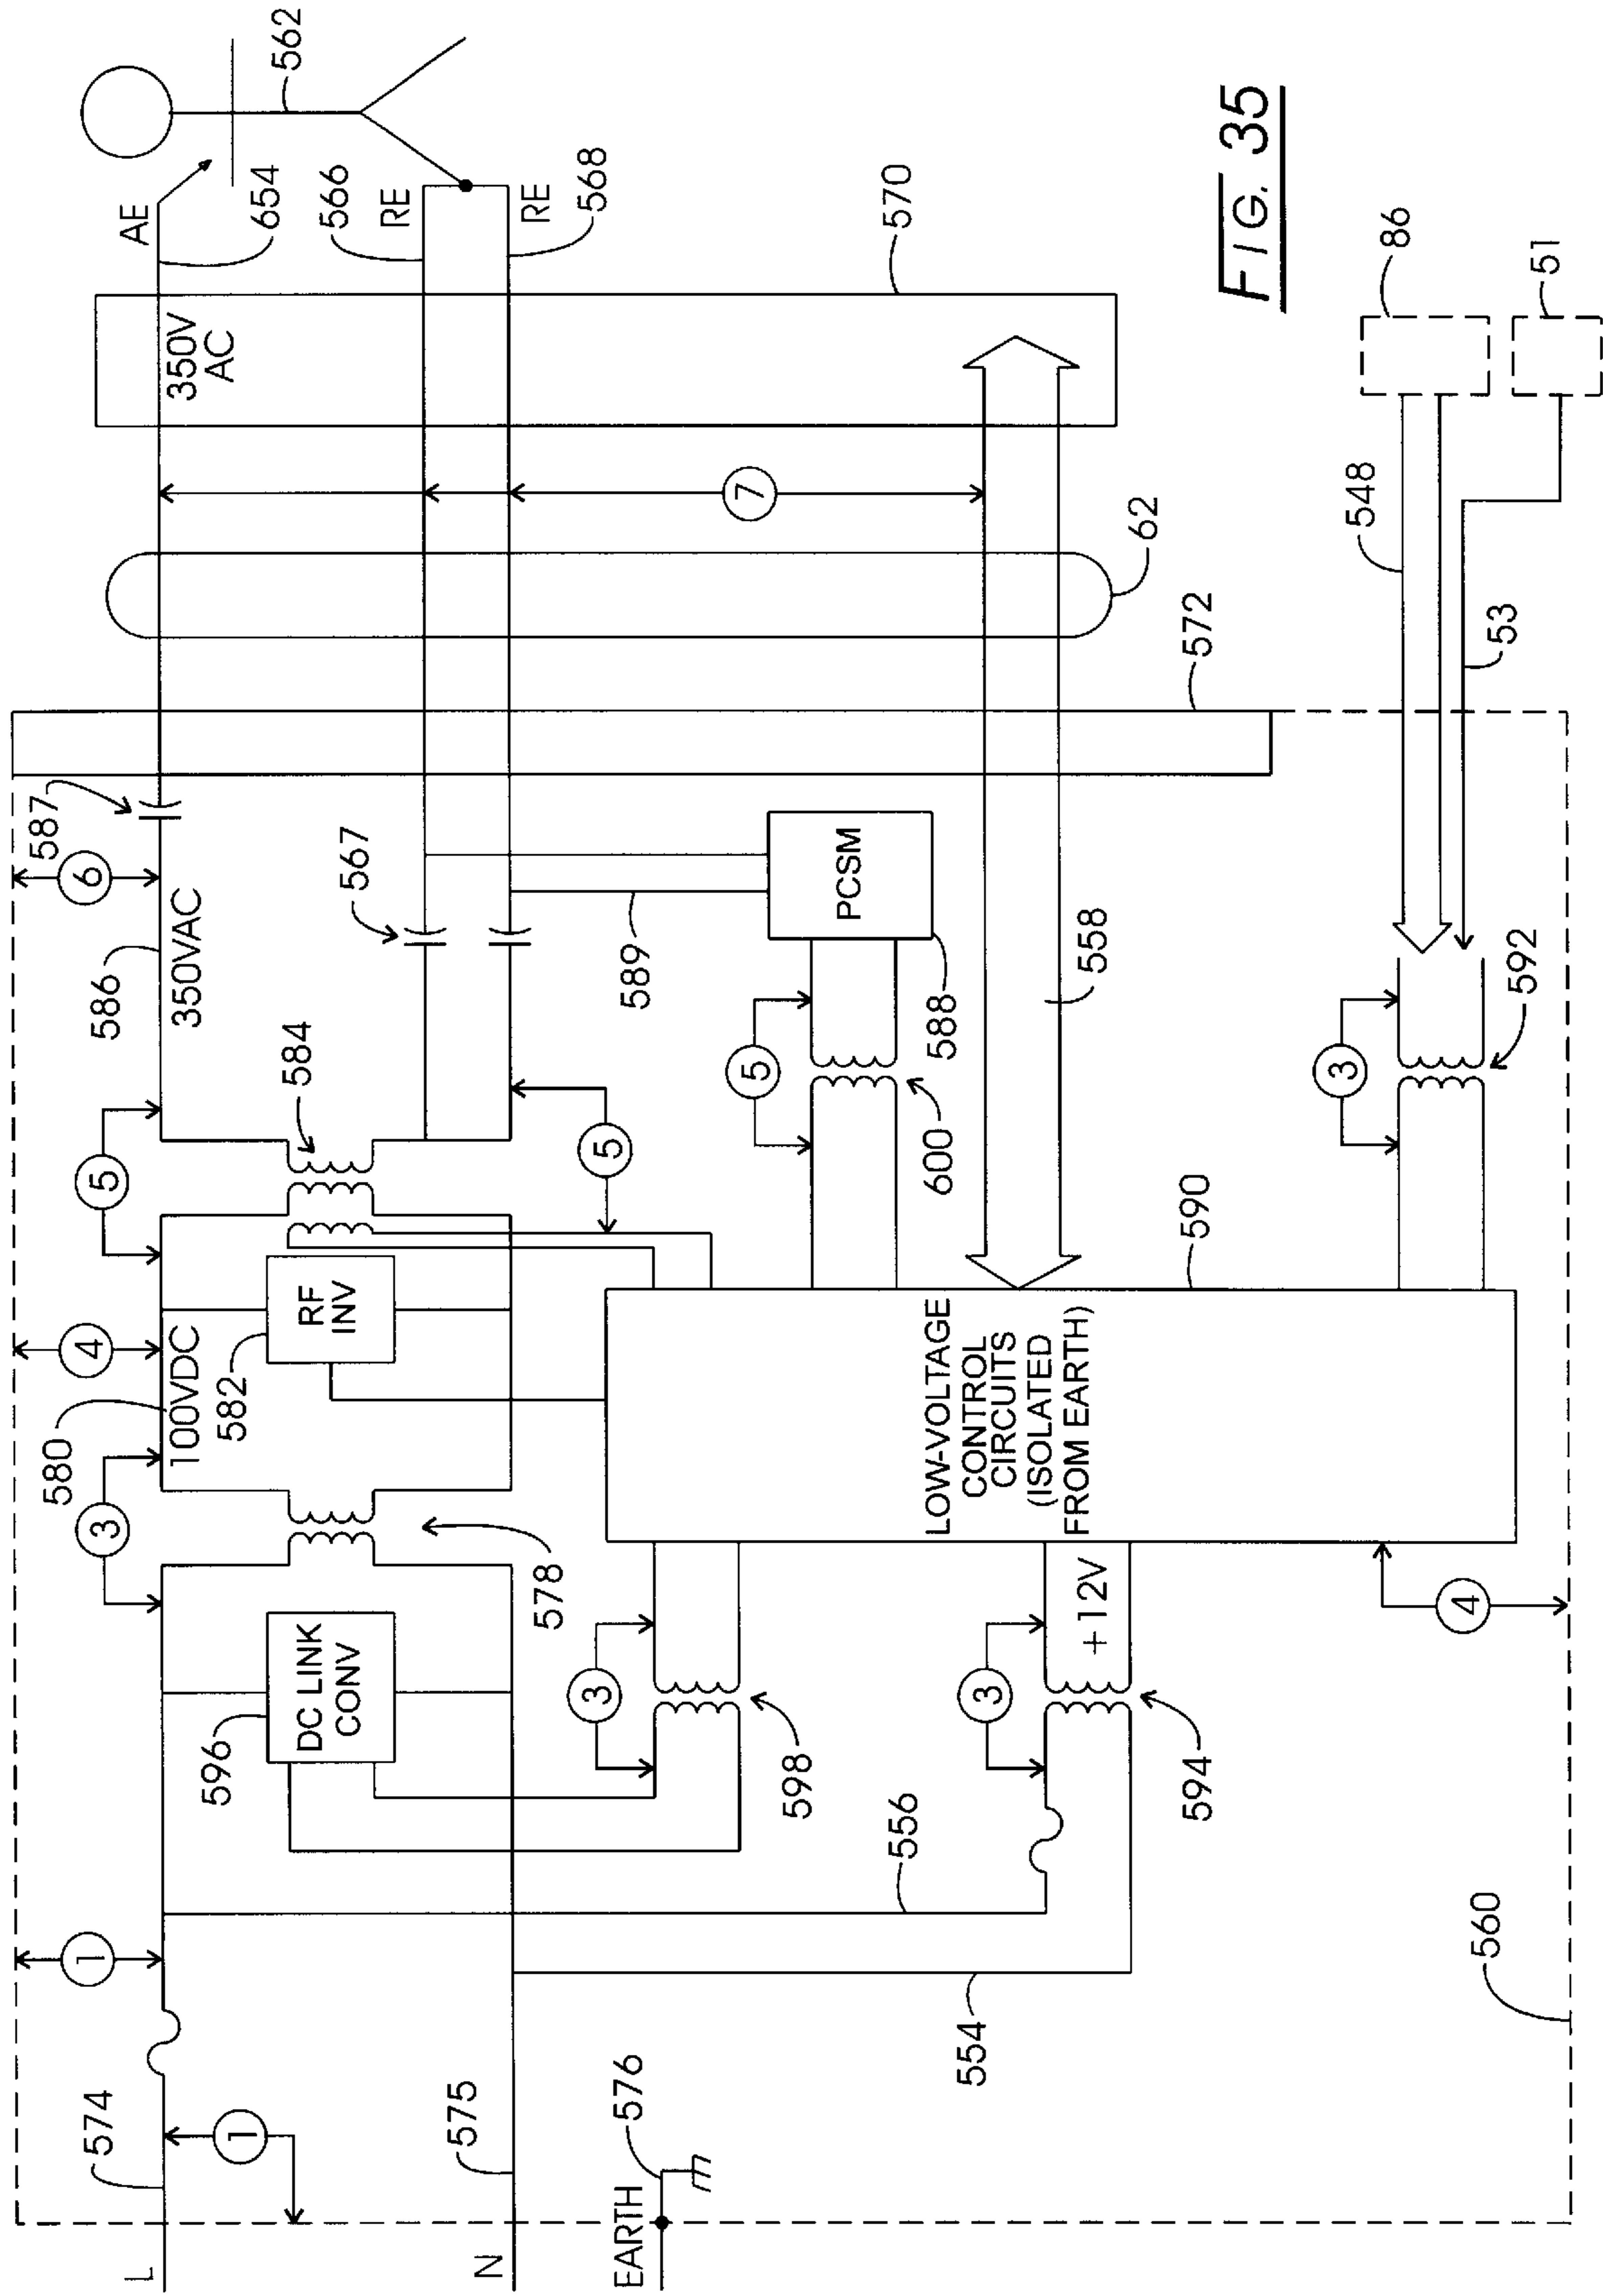 L
574
1
1
556
DC LINK
CONV
596
3
578
580
100VDC
4
582
RF
INV
5
584
586
350VAC
6
587
567
589
5
PCSM
588
600
5
N
575
EARTH
576
554
3
598
3
594
+12V
LOW-VOLTAGE
CONTROL
CIRCUITS
(ISOLATED
FROM EARTH)
590
4
560
558
3
592
572
62
7
350V
AC
570
AE
654
566
RE
RE
568
562
548
53
86
51
FIG. 35